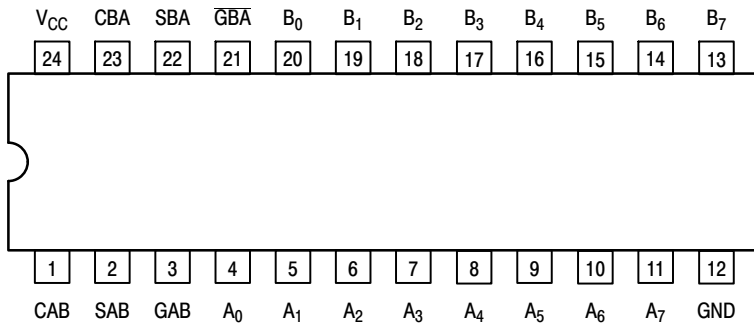 V_CC CBA SBA G̅B̅A̅ B₀ B₁ B₂ B₃ B₄ B₅ B₆ B₇
24 23 22 21 20 19 18 17 16 15 14 13
1 2 3 4 5 6 7 8 9 10 11 12
CAB SAB GAB A₀ A₁ A₂ A₃ A₄ A₅ A₆ A₇ GND